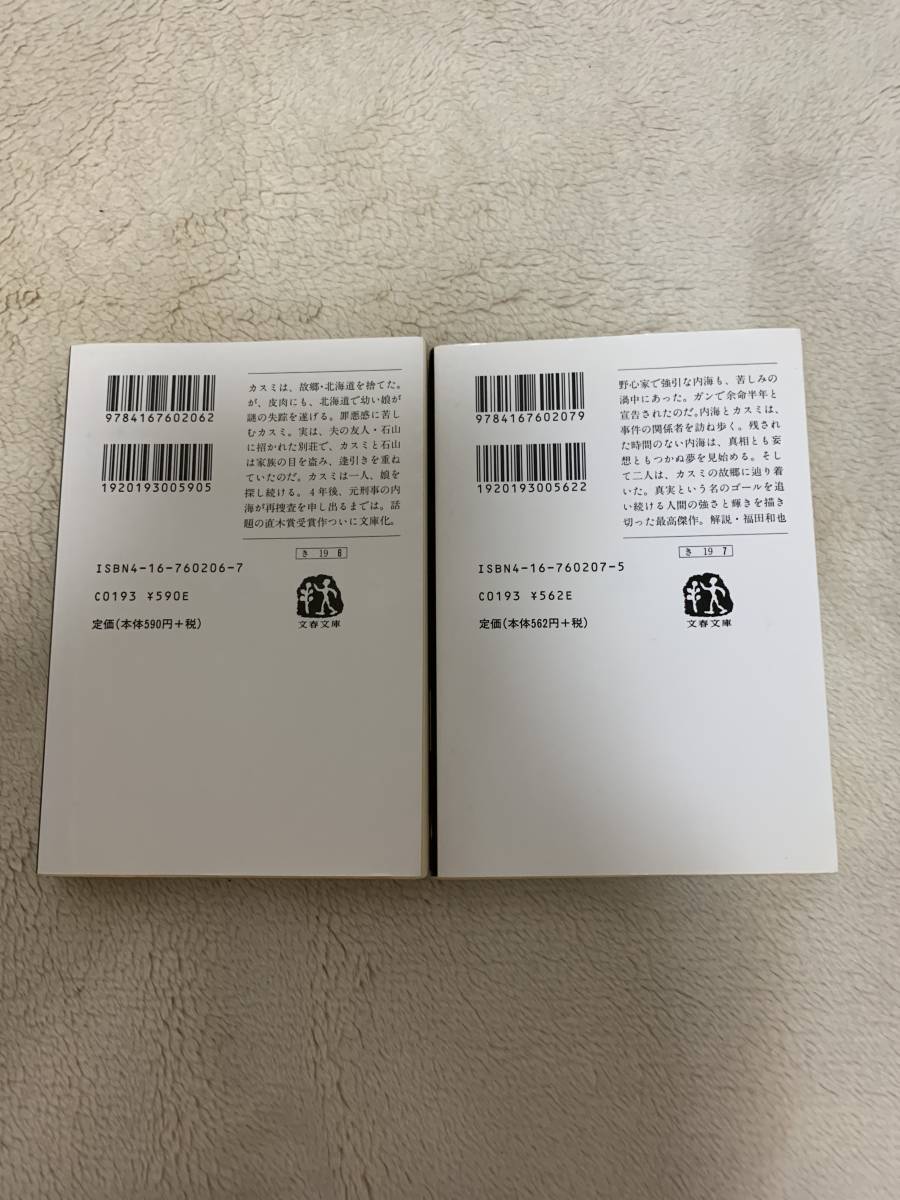 9784167602062
1920193005905
カスミは、故郷・北海道を捨てた。
が、皮肉にも、北海道で幼い娘が
謎の失踪を遂げる。罪悪感に苦し
むカスミ。実は、夫の友人・石山
に招かれた別荘で、カスミと石山
は家族の目を盗み、逢引きを重ね
ていたのだ。カスミは一人、娘を
探し続ける。4年後、元刑事の内
海が再捜査を申し出るまでは。話
題の直木賞受賞作ついに文庫化。
き 19 6
ISBN4-16-760206-7
C0193 ¥590E
定価(本体590円+税)
文春文庫
9784167602079
1920193005622
野心家で強引な内海も、苦しみの
渦中にあった。ガンで余命半年と
宣告されたのだ。内海とカスミは、
事件の関係者を訪ね歩く。残され
た時間のない内海は、真相とも妄
想ともつかぬ夢を見始める。そし
て二人は、カスミの故郷に辿り着
いた。真実という名のゴールを追
い続ける人間の強さと輝きを描き
切った最高傑作。解説・福田和也
き 19 7
ISBN4-16-760207-5
C0193 ¥562E
定価(本体562円+税)
文春文庫